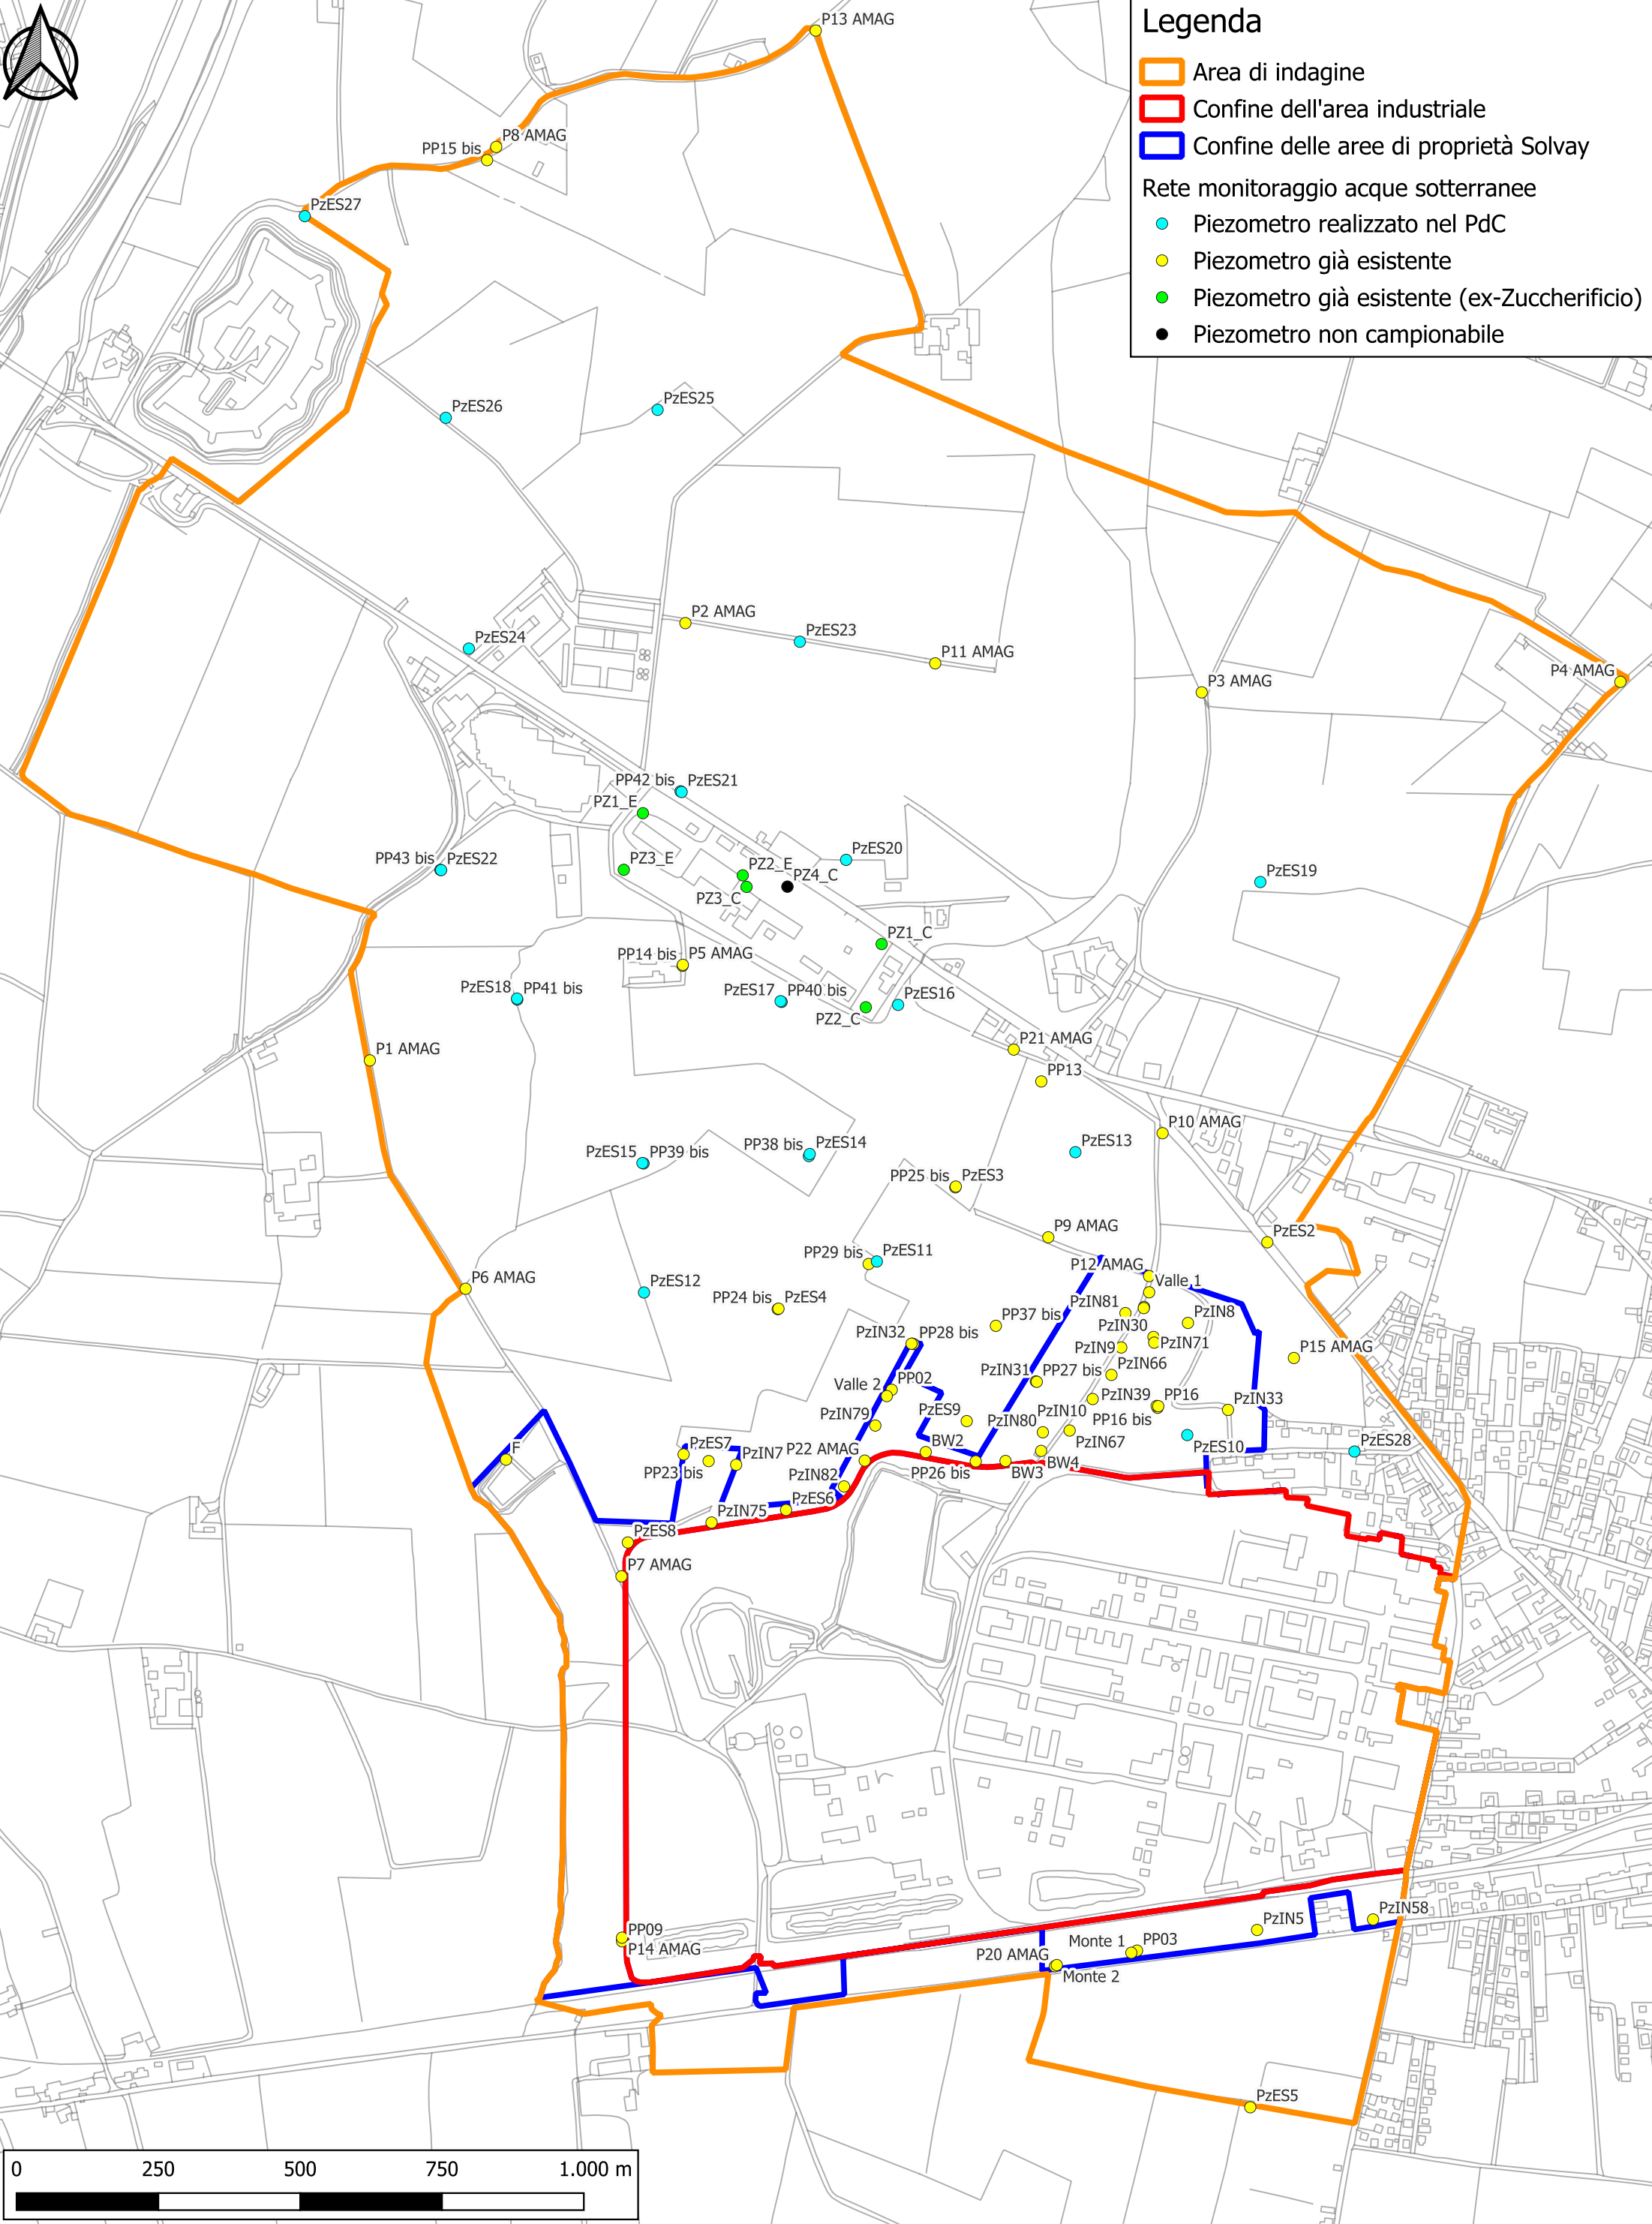 P13 AMAG
Legenda
Area di indagine
Confine dell'area industriale
Confine delle aree di proprietà Solvay
Rete monitoraggio acque sotterranee
Piezometro realizzato nel PdC
Piezometro già esistente
Piezometro già esistente (ex-Zuccherificio)
Piezometro non campionabile
P8 AMAG
PP15 bis
PzES27
PzES25
PzES26
P2 AMAG
PzES23
PzES24
P11 AMAG
P4 AMAG
P3 AMAG
PP42 bis
PzES21
PZ1_E
PzES20
PP43 bis
PzES22
PZ3_E
PZ2_E
PZ4_C
PZ3_C
PzES19
PZ1_C
PP14 bis
P5 AMAG
PzES18
PP41 bis
PzES17
PP40 bis
PzES16
PZ2_C
P21 AMAG
P1 AMAG
PP13
P10 AMAG
PzES15
PP39 bis
PP38 bis
PzES14
PzES13
PP25 bis
PzES3
P9 AMAG
PzES2
PP29 bis
PzES11
P12 AMAG
Valle 1
P6 AMAG
PzES12
PP24 bis
PzES4
PzIN81
PzIN8
PP37 bis
PzIN30
PzIN32
PP28 bis
PzIN9
PzIN71
P15 AMAG
PzIN31
PP27 bis
PzIN66
Valle 2
PP02
PzIN39
PP16
PzIN33
PzIN79
PzES9
PzIN80
PzIN10
PP16 bis
PzES7
PzIN7
P22 AMAG
BW2
PzIN67
PzES10
PzES28
F
PP23 bis
PzIN82
PP26 bis
BW3
BW4
PzES6
PzIN75
PzES8
P7 AMAG
PzIN58
PzIN5
PP09
P14 AMAG
Monte 1
PP03
P20 AMAG
Monte 2
PzES5
0 250 500 750 1.000 m